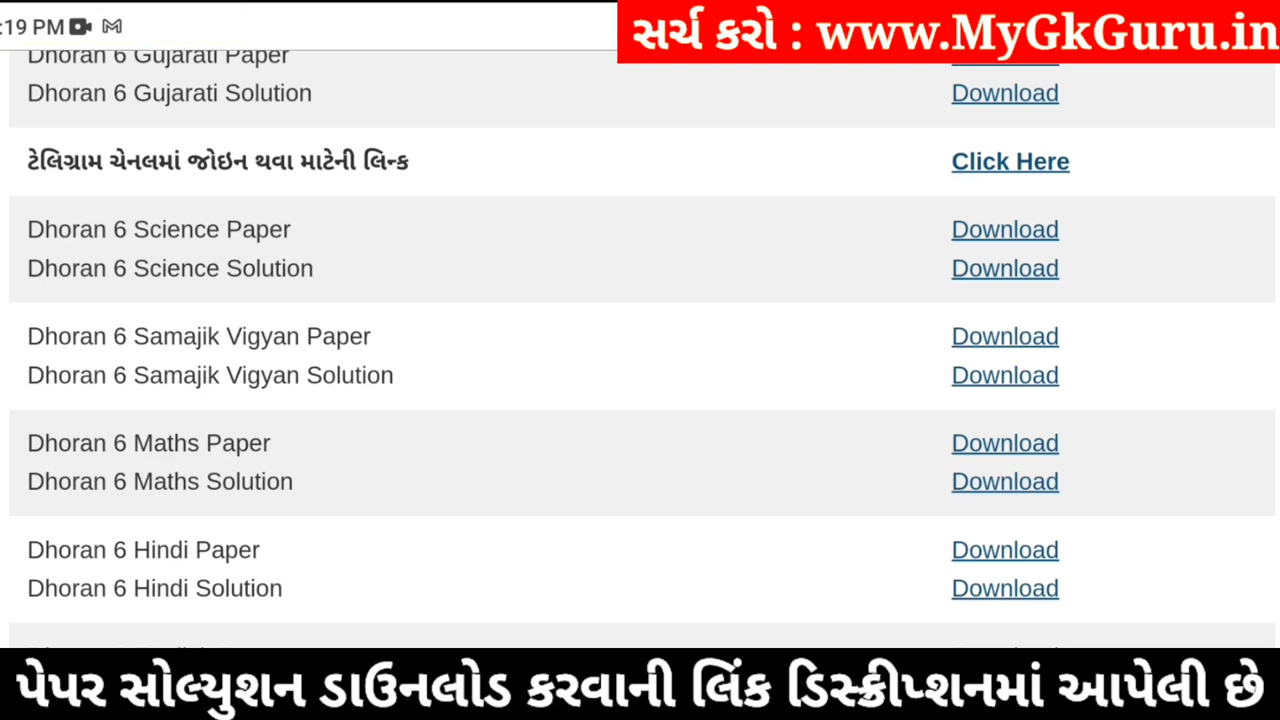 :19 PM
સર્ચ કરો : www.MyGkGuru.in
Dhoran 6 Gujarati Paper
Dhoran 6 Gujarati Solution Download
ટેલિગ્રામ ચેનલમાં જોઇન થવા માટેની લિન્ક Click Here
Dhoran 6 Science Paper Download
Dhoran 6 Science Solution Download
Dhoran 6 Samajik Vigyan Paper Download
Dhoran 6 Samajik Vigyan Solution Download
Dhoran 6 Maths Paper Download
Dhoran 6 Maths Solution Download
Dhoran 6 Hindi Paper Download
Dhoran 6 Hindi Solution Download
પેપર સોલ્યુશન ડાઉનલોડ કરવાની લિંક ડિસ્ક્રીપ્શનમાં આપેલી છે